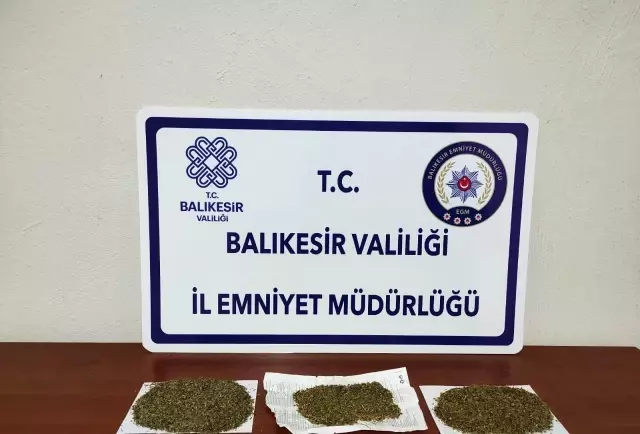 T.C.
BALIKESİR
VALİLİĞİ
T.C.
BALIKESİR VALİLİĞİ
İL EMNİYET MÜDÜRLÜĞÜ
BALIKESİR EMNİYET MÜDÜRLÜĞÜ
EGM